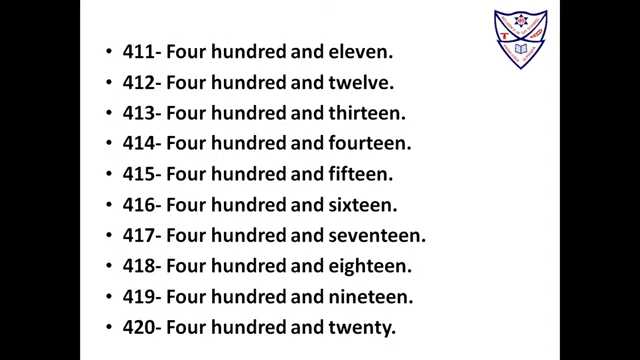 • 411- Four hundred and eleven.
• 412- Four hundred and twelve.
• 413- Four hundred and thirteen.
• 414- Four hundred and fourteen.
• 415- Four hundred and fifteen.
• 416- Four hundred and sixteen.
• 417- Four hundred and seventeen.
• 418- Four hundred and eighteen.
• 419- Four hundred and nineteen.
• 420- Four hundred and twenty.